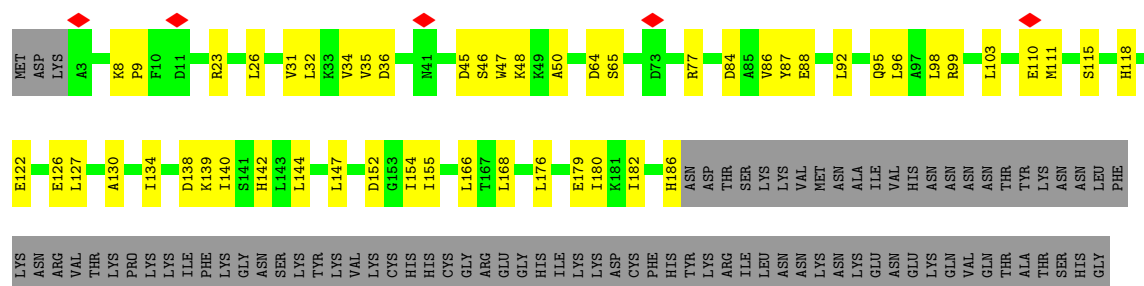 MET ASP LYS A3 K8 P9 F10 D11 R23 L26 V31 L32 K33 V34 V35 D36 N41 D45 S46 W47 K48 K49 A50 D64 S65 D73 R77 D84 A85 V86 Y87 E88 L92 Q95 L96 A97 L98 R99 L103 E110 M111 S115 H118
E122 E126 L127 A130 I134 D138 K139 I140 S141 H142 L143 L144 L147 D152 G153 I154 I155 L166 T167 L168 L176 E179 I180 K181 I182 H186 ASN ASP THR SER LYS LYS VAL MET ASN ALA ILE VAL HIS ASN ASN VAL ASN ASN THR THR TYR LYS ASN ASN LEU PHE
LYS ASN ARG VAL THR LYS PRO LYS LYS ILE PHE LYS GLY ASN SER LYS TYR LYS VAL LYS CYS HIS HIS CYS GLY ARG GLU GLY HIS ILE LYS LYS ASP CYS PHE HIS TYR LYS ARG ILE LEU ASN ASN LYS ASN LYS GLU ASN GLU LYS GLN VAL GLN THR THR ALA THR SER HIS GLY